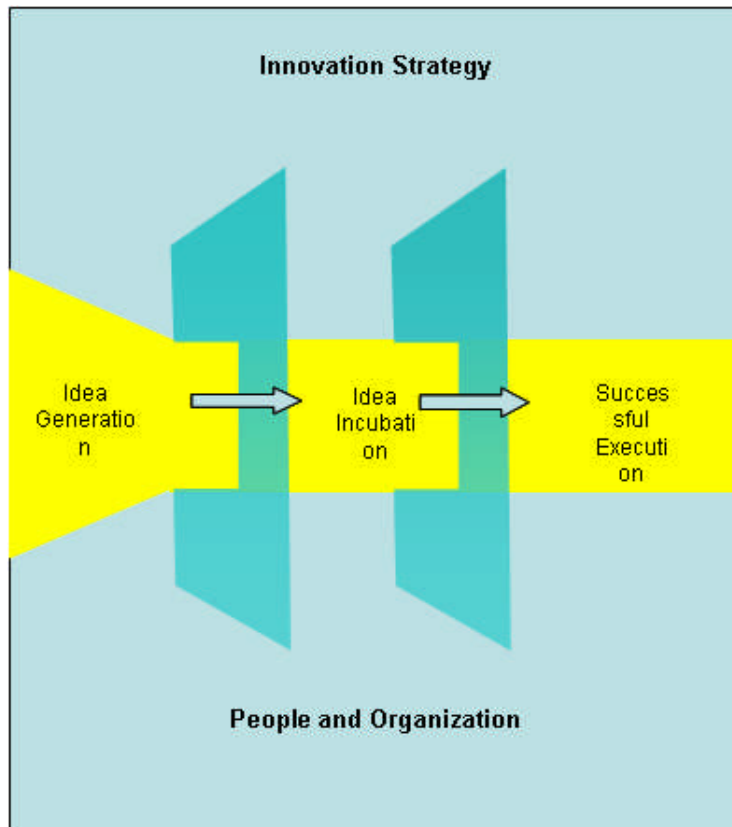 Innovation Strategy
Idea
Generatio
n
Idea
Incubati
on
Succes
sful
Executi
on
People and Organization